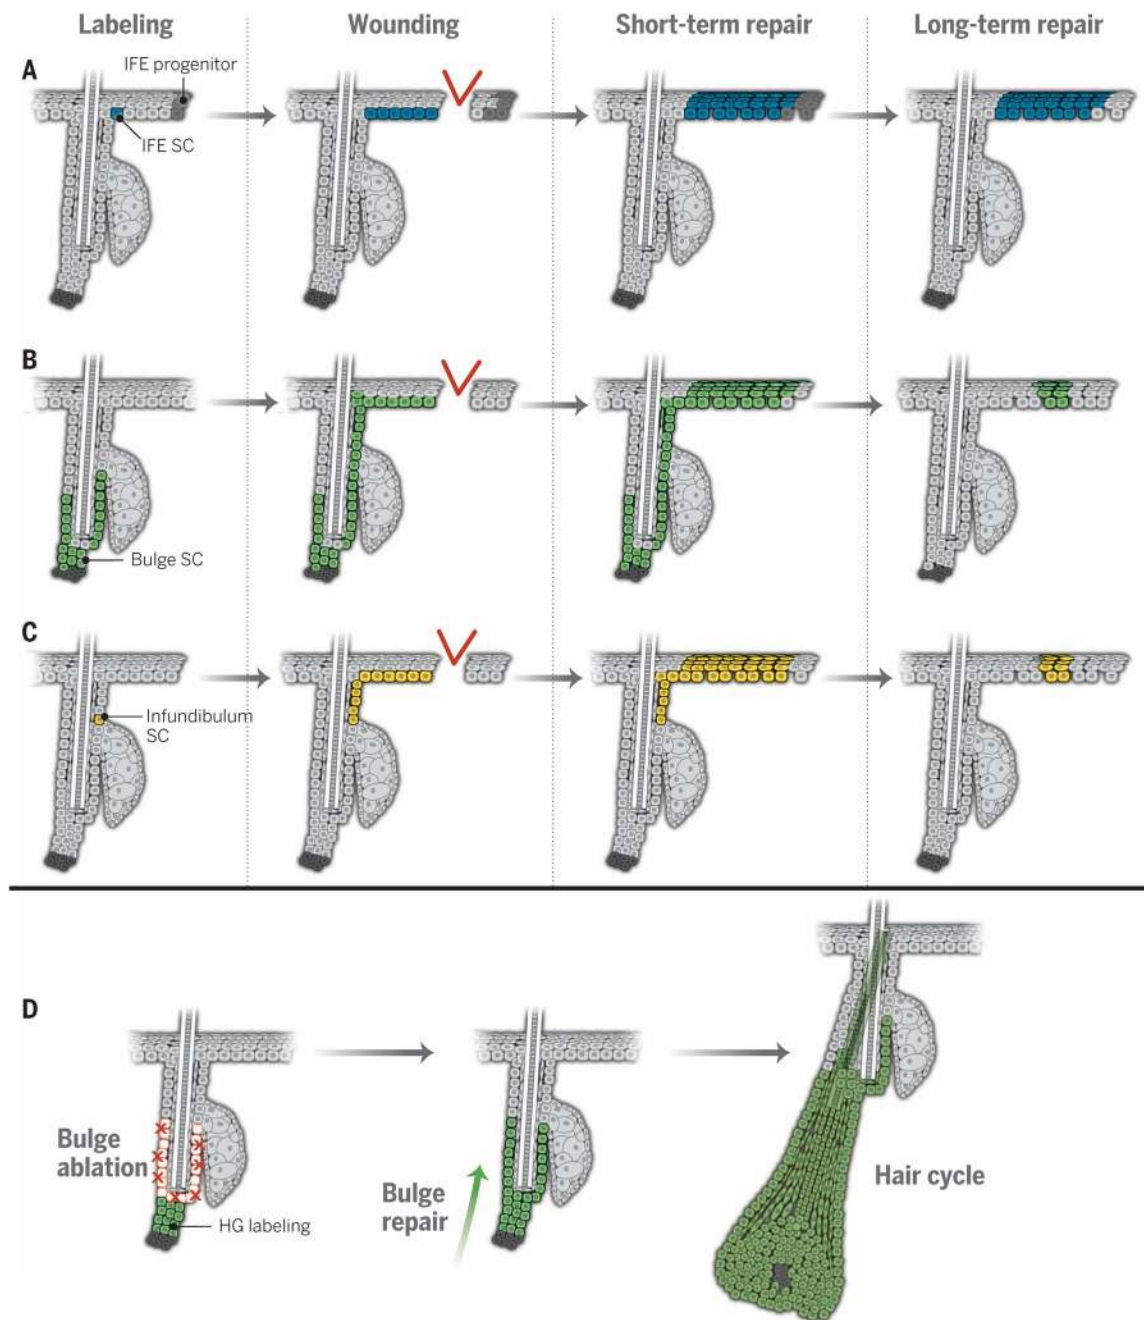 Labeling
Wounding
Short-term repair
Long-term repair
A
IFE progenitor
IFE SC
B
Bulge SC
C
Infundibulum
SC
D
Bulge
ablation
HG labeling
Bulge
repair
Hair cycle